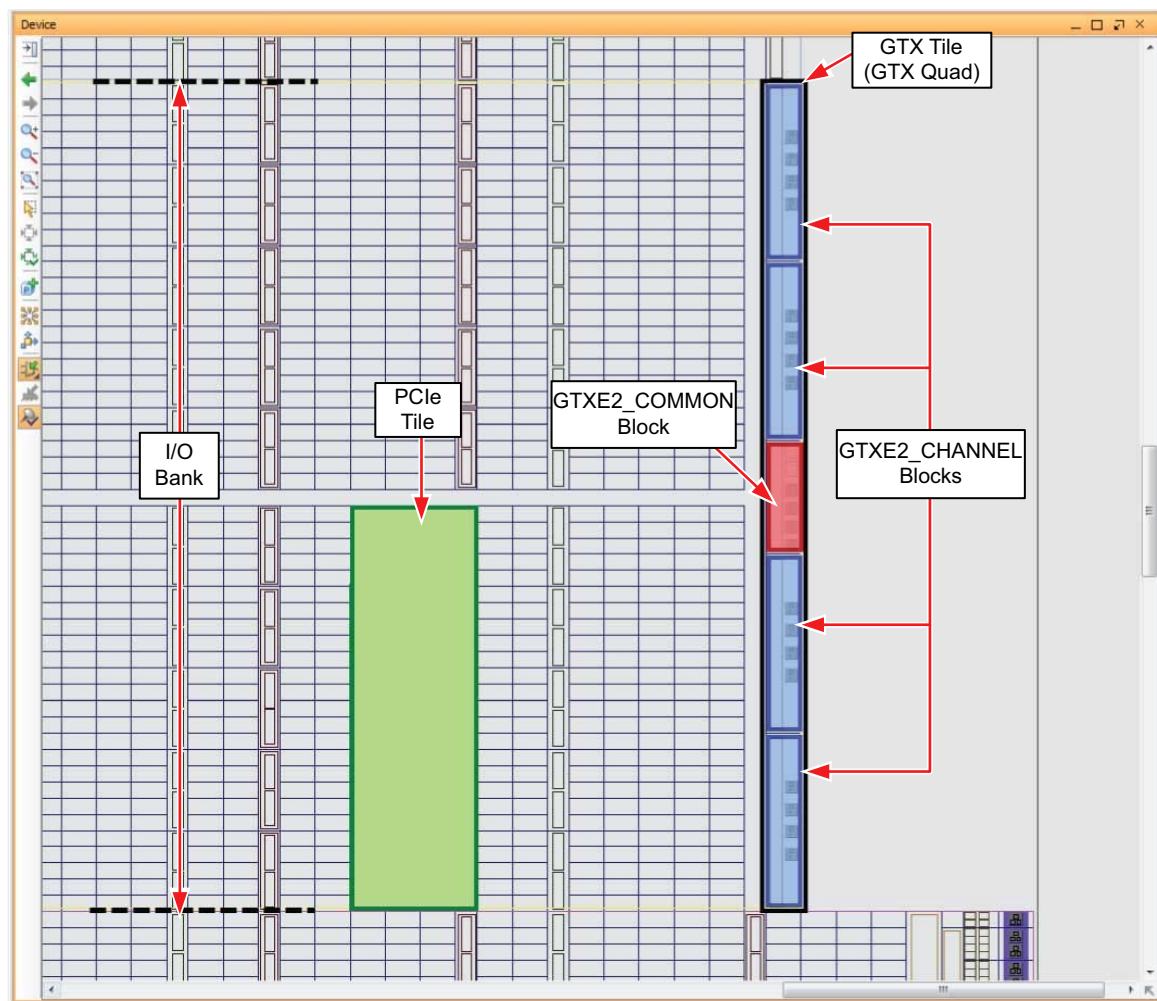 Device
GTX Tile
(GTX Quad)
PCIe
Tile
GTXE2_COMMON
Block
I/O
Bank
GTXE2_CHANNEL
Blocks